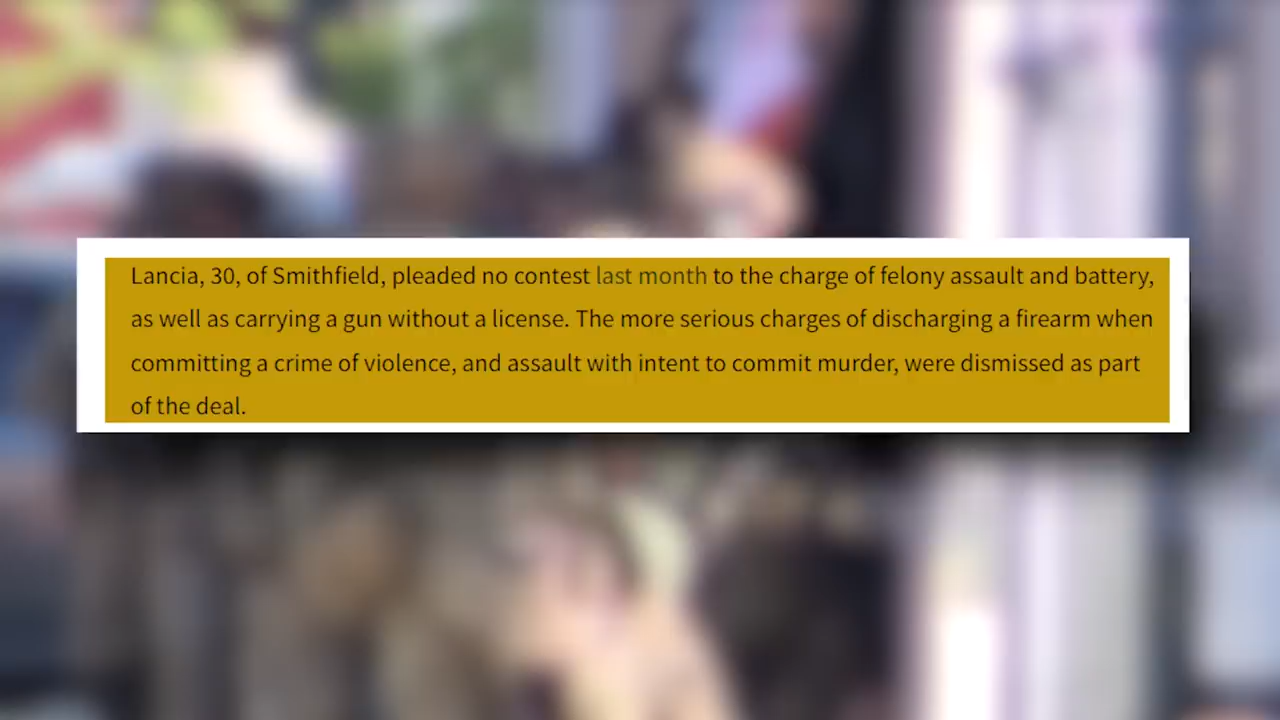 Lancia, 30, of Smithfield, pleaded no contest last month to the charge of felony assault and battery,
as well as carrying a gun without a license. The more serious charges of discharging a firearm when
committing a crime of violence, and assault with intent to commit murder, were dismissed as part
of the deal.